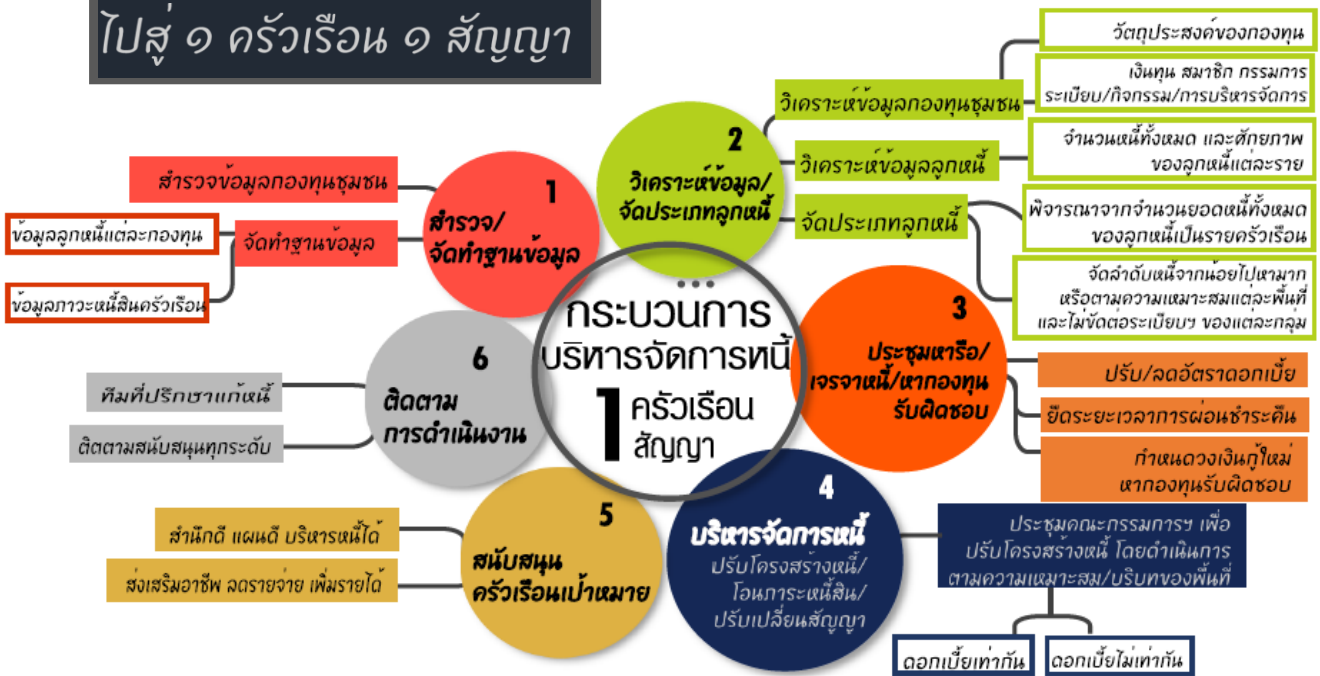 ไปสู่ ๑ ครัวเรือน ๑ สัญญา
กระบวนการ
บริหารจัดการหนี้
1 ครัวเรือน
สัญญา
1
สำรวจ/
จัดทำฐานข้อมูล
สำรวจข้อมูลกองทุนชุมชน
จัดทำฐานข้อมูล
ข้อมูลลูกหนี้แต่ละกองทุน
ข้อมูลภาวะหนี้สินครัวเรือน
2
วิเคราะห์ข้อมูล/
จัดประเภทลูกหนี้
วิเคราะห์ข้อมูลกองทุนชุมชน
วัตถุประสงค์ของกองทุน
เงินทุน สมาชิก กรรมการ
ระเบียบ/กิจกรรม/การบริหารจัดการ
วิเคราะห์ข้อมูลลูกหนี้
จำนวนหนี้ทั้งหมด และศักยภาพ
ของลูกหนี้แต่ละราย
จัดประเภทลูกหนี้
พิจารณาจากจำนวนยอดหนี้ทั้งหมด
ของลูกหนี้เป็นรายครัวเรือน
จัดลำดับหนี้จากน้อยไปหามาก
หรือตามความเหมาะสมแต่ละพื้นที่
และไม่ขัดต่อระเบียบฯ ของแต่ละกลุ่ม
3
ประชุมหารือ/
เจรจาหนี้/หากองทุน
รับผิดชอบ
ปรับ/ลดอัตราดอกเบี้ย
ยืดระยะเวลาการผ่อนชำระคืน
กำหนดวงเงินกู้ใหม่
หากองทุนรับผิดชอบ
4
บริหารจัดการหนี้
ปรับโครงสร้างหนี้/
โอนภาระหนี้สิน/
ปรับเปลี่ยนสัญญา
ประชุมคณะกรรมการฯ เพื่อ
ปรับโครงสร้างหนี้ โดยดำเนินการ
ตามความเหมาะสม/บริบทของพื้นที่
ดอกเบี้ยเท่ากัน
ดอกเบี้ยไม่เท่ากัน
5
สนับสนุน
ครัวเรือนเป้าหมาย
สำนึกดี แผนดี บริหารหนี้ได้
ส่งเสริมอาชีพ ลดรายจ่าย เพิ่มรายได้
6
ติดตาม
การดำเนินงาน
ทีมที่ปรึกษาแก้หนี้
ติดตามสนับสนุนทุกระดับ